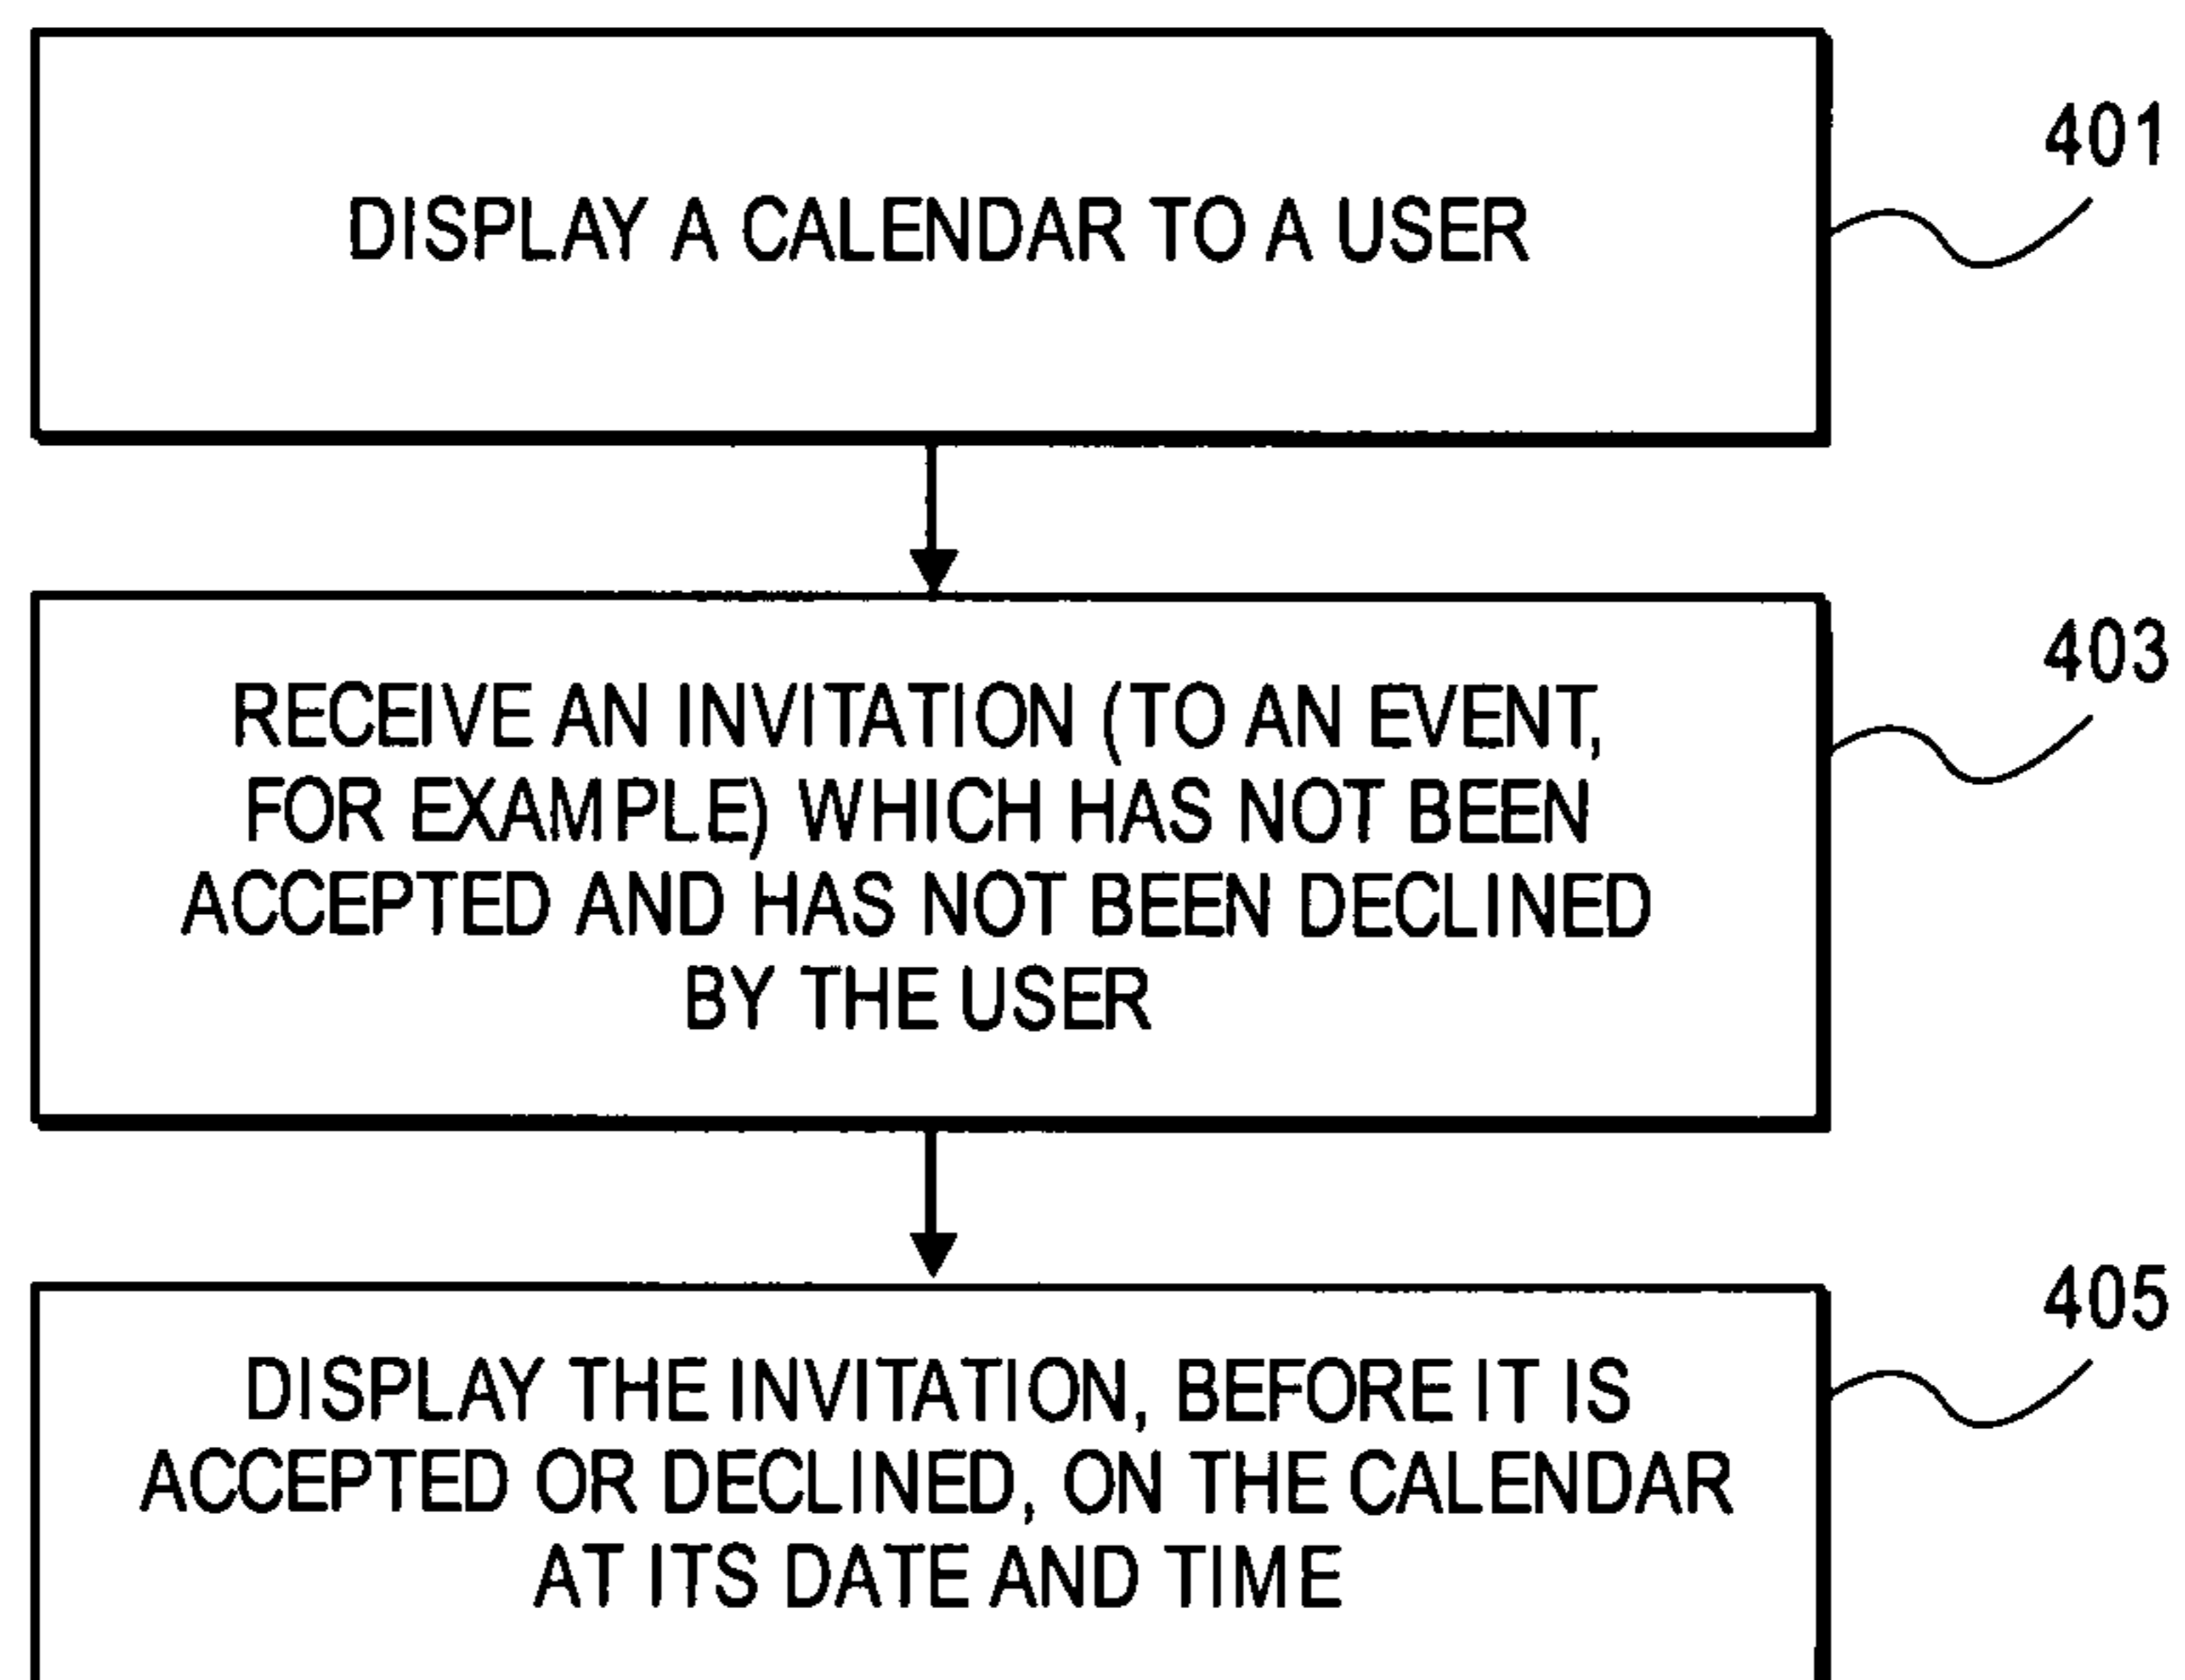 DISPLAY A CALENDAR TO A USER
401
RECEIVE AN INVITATION (TO AN EVENT,
FOR EXAMPLE) WHICH HAS NOT BEEN
ACCEPTED AND HAS NOT BEEN DECLINED
BY THE USER
403
DISPLAY THE INVITATION, BEFORE IT IS
ACCEPTED OR DECLINED, ON THE CALENDAR
AT ITS DATE AND TIME
405